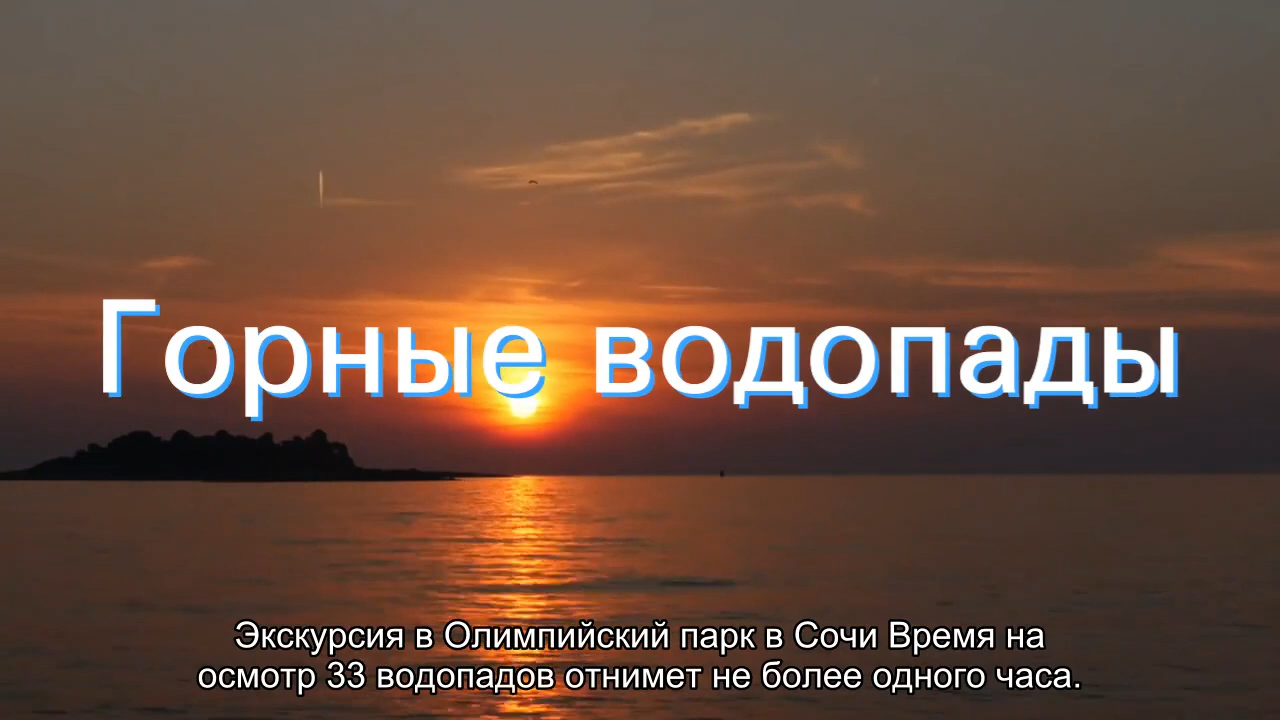 Горные водопады
Экскурсия в Олимпийский парк в Сочи Время на
осмотр 33 водопадов отнимет не более одного часа.